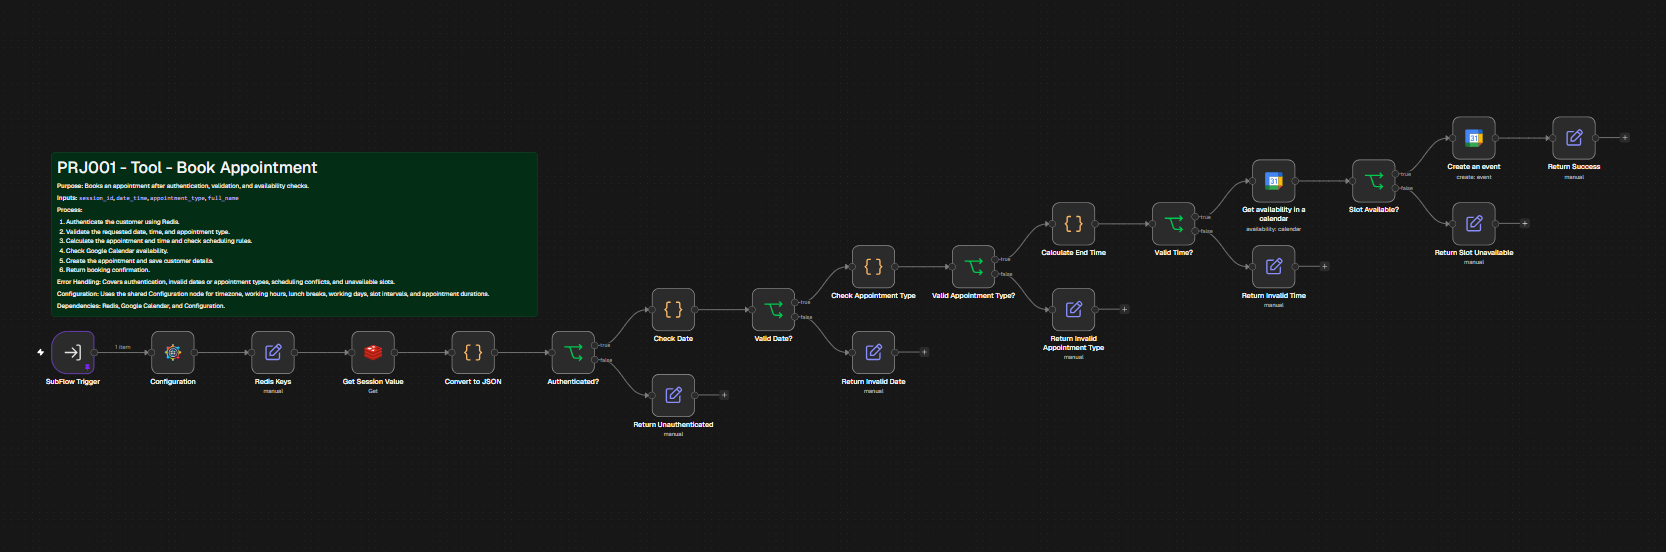 PRJ001 - Tool - Book Appointment
Purpose: Books an appointment after authentication, validation, and availability checks.
Inputs: session_id, date_time, appointment_type, full_name
Process:
1. Authenticate the customer using Redis.
2. Validate the requested date, time, and appointment type.
3. Calculate the appointment end time and check scheduling rules.
4. Check Google Calendar availability.
5. Create the appointment and save customer details.
6. Return booking confirmation.
Error Handling: Covers authentication, invalid dates or appointment types, scheduling conflicts, and unavailable slots.
Configuration: Uses the shared Configuration node for timezone, working hours, lunch breaks, working days, slot intervals, and appointment durations.
Dependencies: Redis, Google Calendar, and Configuration.
SubFlow Trigger
1 item
Configuration
Redis Keys
manual
Get Session Value
Get
Convert to JSON
Authenticated?
true
false
Return Unauthenticated
manual
Check Date
Valid Date?
true
false
Return Invalid Date
manual
Check Appointment Type
Valid Appointment Type?
true
false
Return Invalid
Appointment Type
manual
Calculate End Time
Valid Time?
true
false
Return Invalid Time
manual
31
Get availability in a
calendar
availability: calendar
Slot Available?
true
false
Return Slot Unavailable
manual
31
Create an event
create: event
Return Success
manual